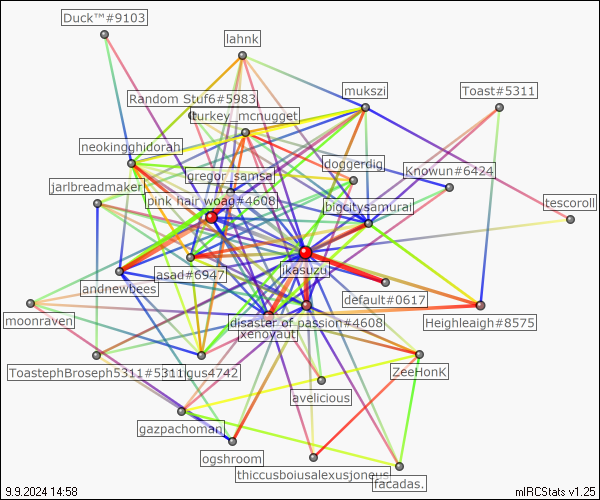 Duck™#9103
lahnk
mukszi
Toast#5311
Random Stuf6#5983
turkey_mcnugget
neokingghidorah
doggerdig
Knowun#6424
gregor_samsa
jarlbreadmaker
pink hair woag#4608
bigcitysamurai
tescoroll
ikasuzu
asad#6947
andnewbees
default#0617
moonraven
disaster of passion#4608
Heighleigh#8575
xenoyaut
ToastephBroseph5311#5311
gus4742
ZeeHonK
avelicious
gazpachoman
ogshroom
thiccusboiusalexusjoneus
facadas.
9.9.2024 14:58
mIRCStats v1.25